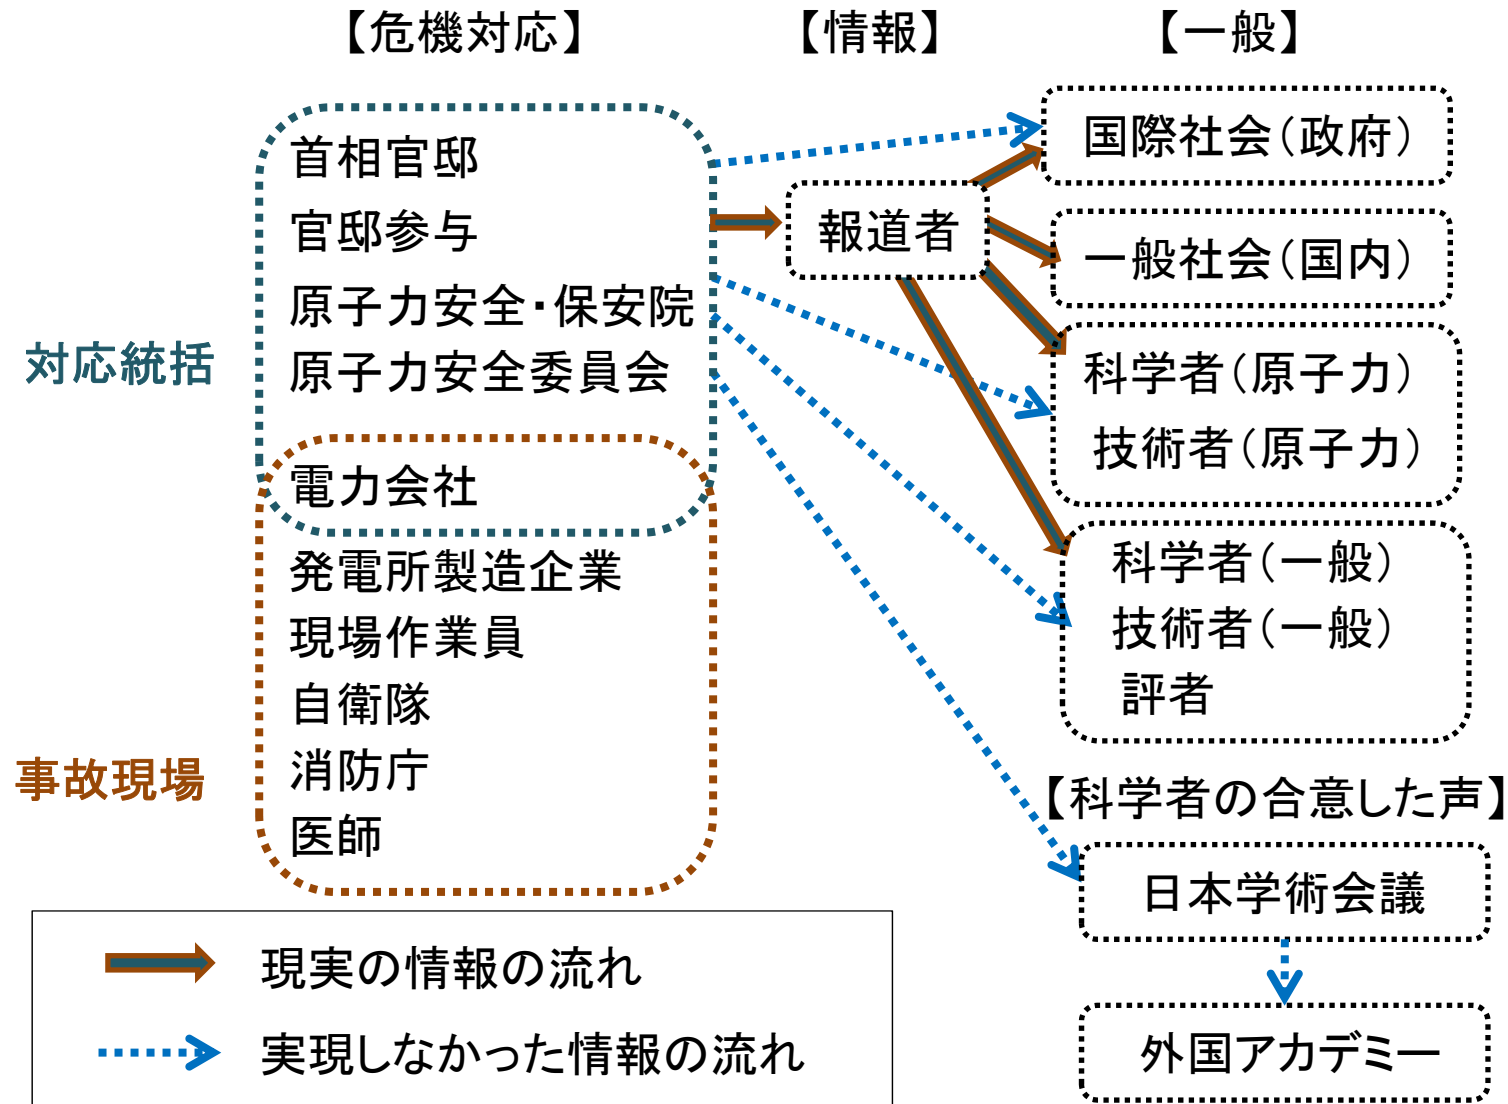 【危機対応】
【情報】
【一般】
首相官邸
官邸参与
原子力安全・保安院
原子力安全委員会
電力会社
発電所製造企業
現場作業員
自衛隊
消防庁
医師
対応統括
事故現場
報道者
国際社会(政府)
一般社会(国内)
科学者(原子力)
技術者(原子力)
科学者(一般)
技術者(一般)
評者
【科学者の合意した声】
日本学術会議
外国アカデミー
現実の情報の流れ
実現しなかった情報の流れ